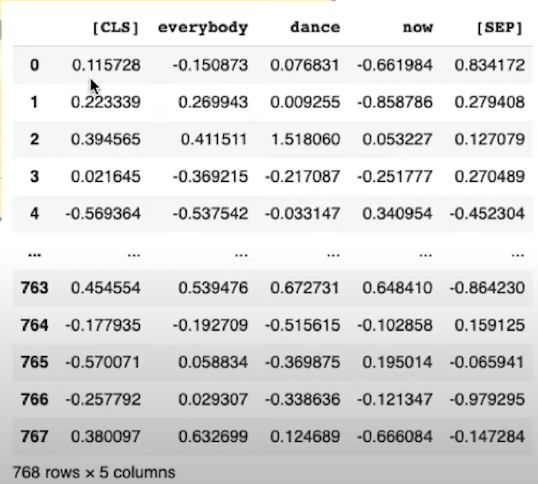 [CLS] everybody dance now [SEP]
0 0.115728 -0.150873 0.076831 -0.661984 0.834172
1 0.223339 0.269943 0.009255 -0.858786 0.279408
2 0.394565 0.411511 1.518060 0.053227 0.127079
3 0.021645 -0.369215 -0.217087 -0.251777 0.270489
4 -0.569364 -0.537542 -0.033147 0.340954 -0.452304
... ... ... ... ... ...
763 0.454554 0.539476 0.672731 0.648410 -0.864230
764 -0.177935 -0.192709 -0.515615 -0.102858 0.159125
765 -0.570071 0.058834 -0.369875 0.195014 -0.065941
766 -0.257792 0.029307 -0.338636 -0.121347 -0.979295
767 0.380097 0.632699 0.124689 -0.666084 -0.147284
768 rows × 5 columns